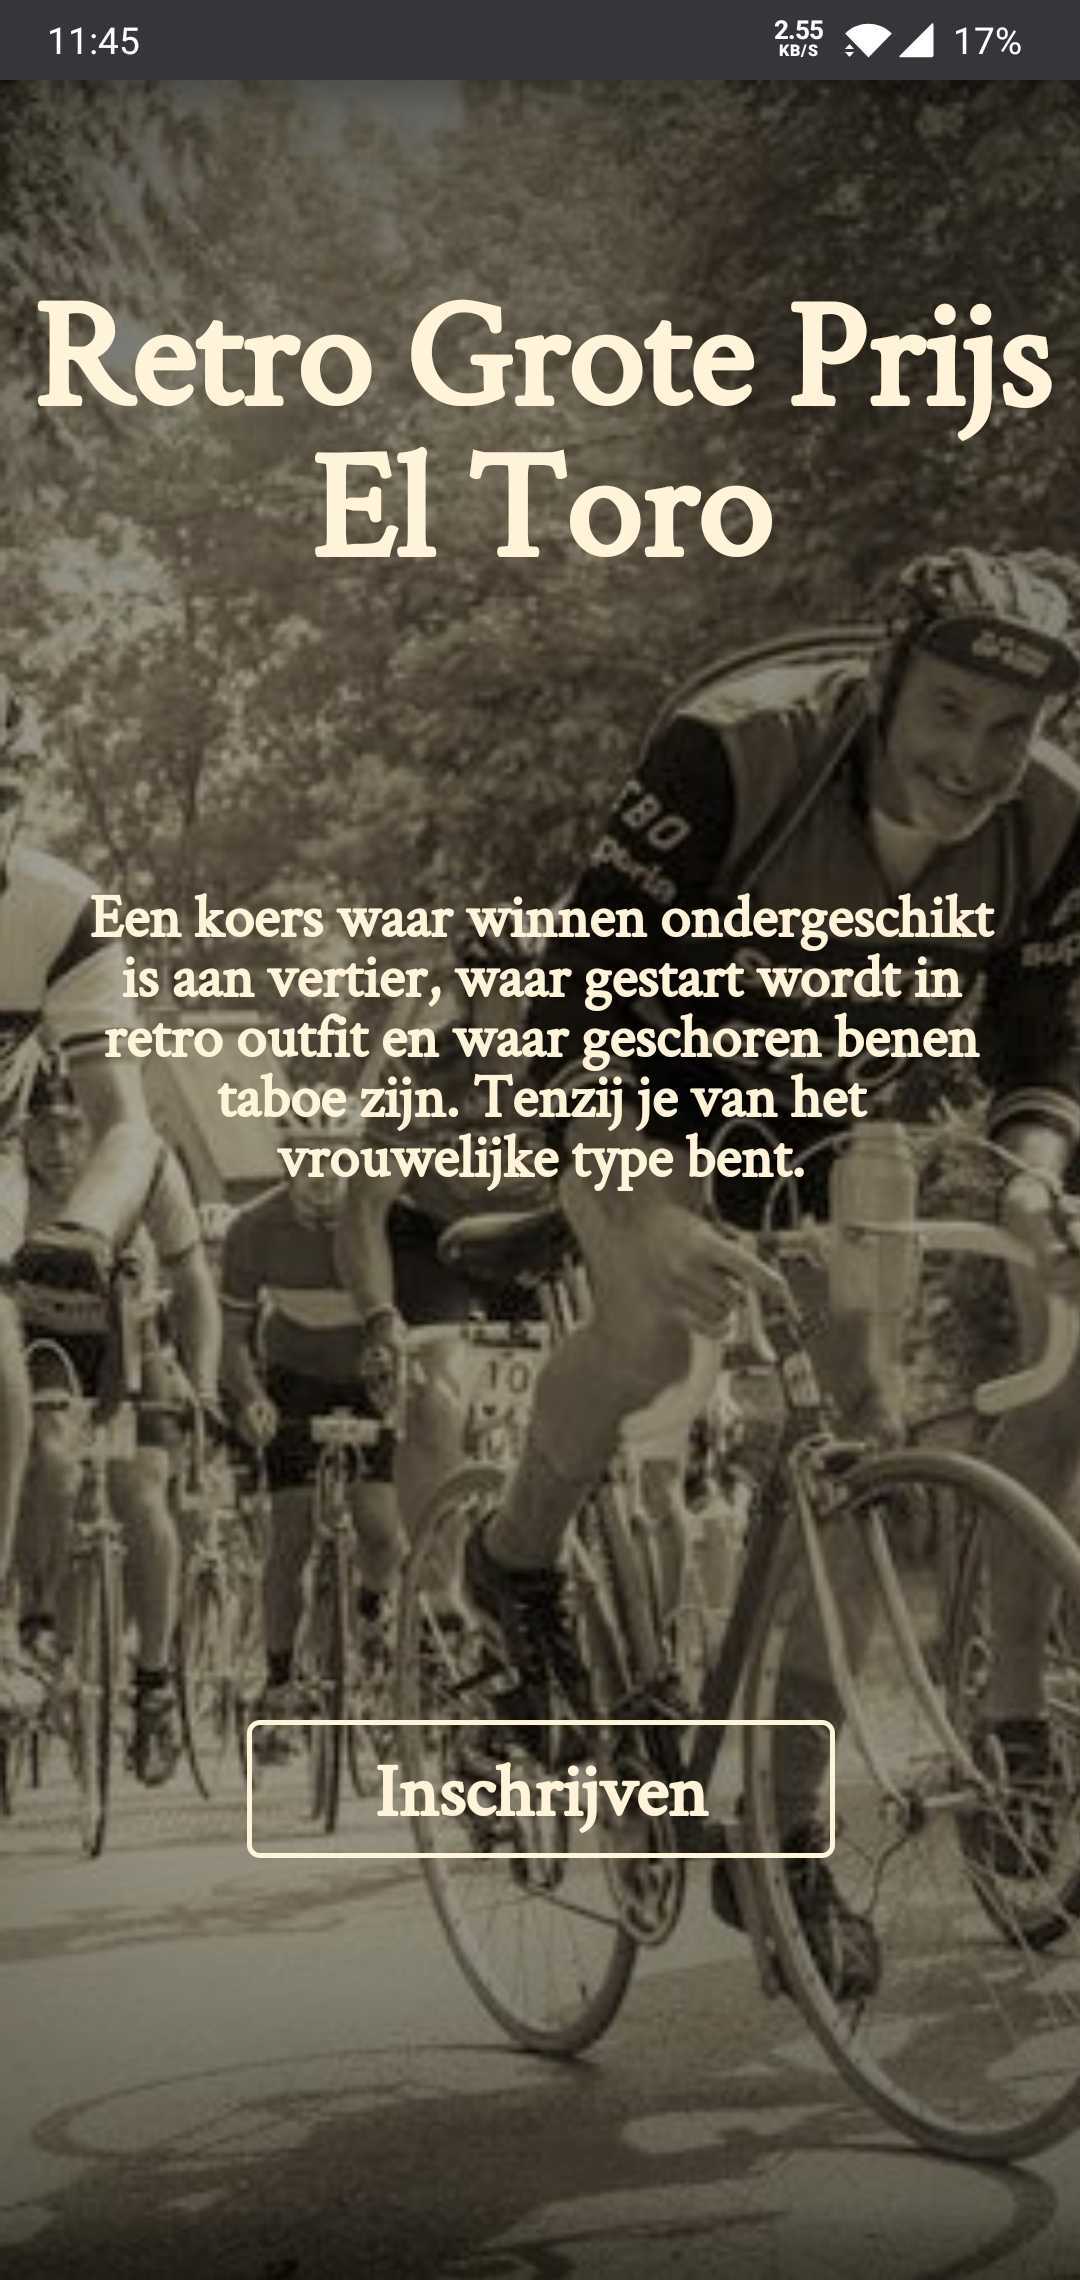 11:45
2.55
KB/S
17%
Retro Grote Prijs
El Toro
TBO
Een koers waar winnen ondergeschikt
is aan vertier, waar gestart wordt in
retro outfit en waar geschoren benen
taboe zijn. Tenzij je van het
vrouwelijke type bent.
TO
Inschrijven